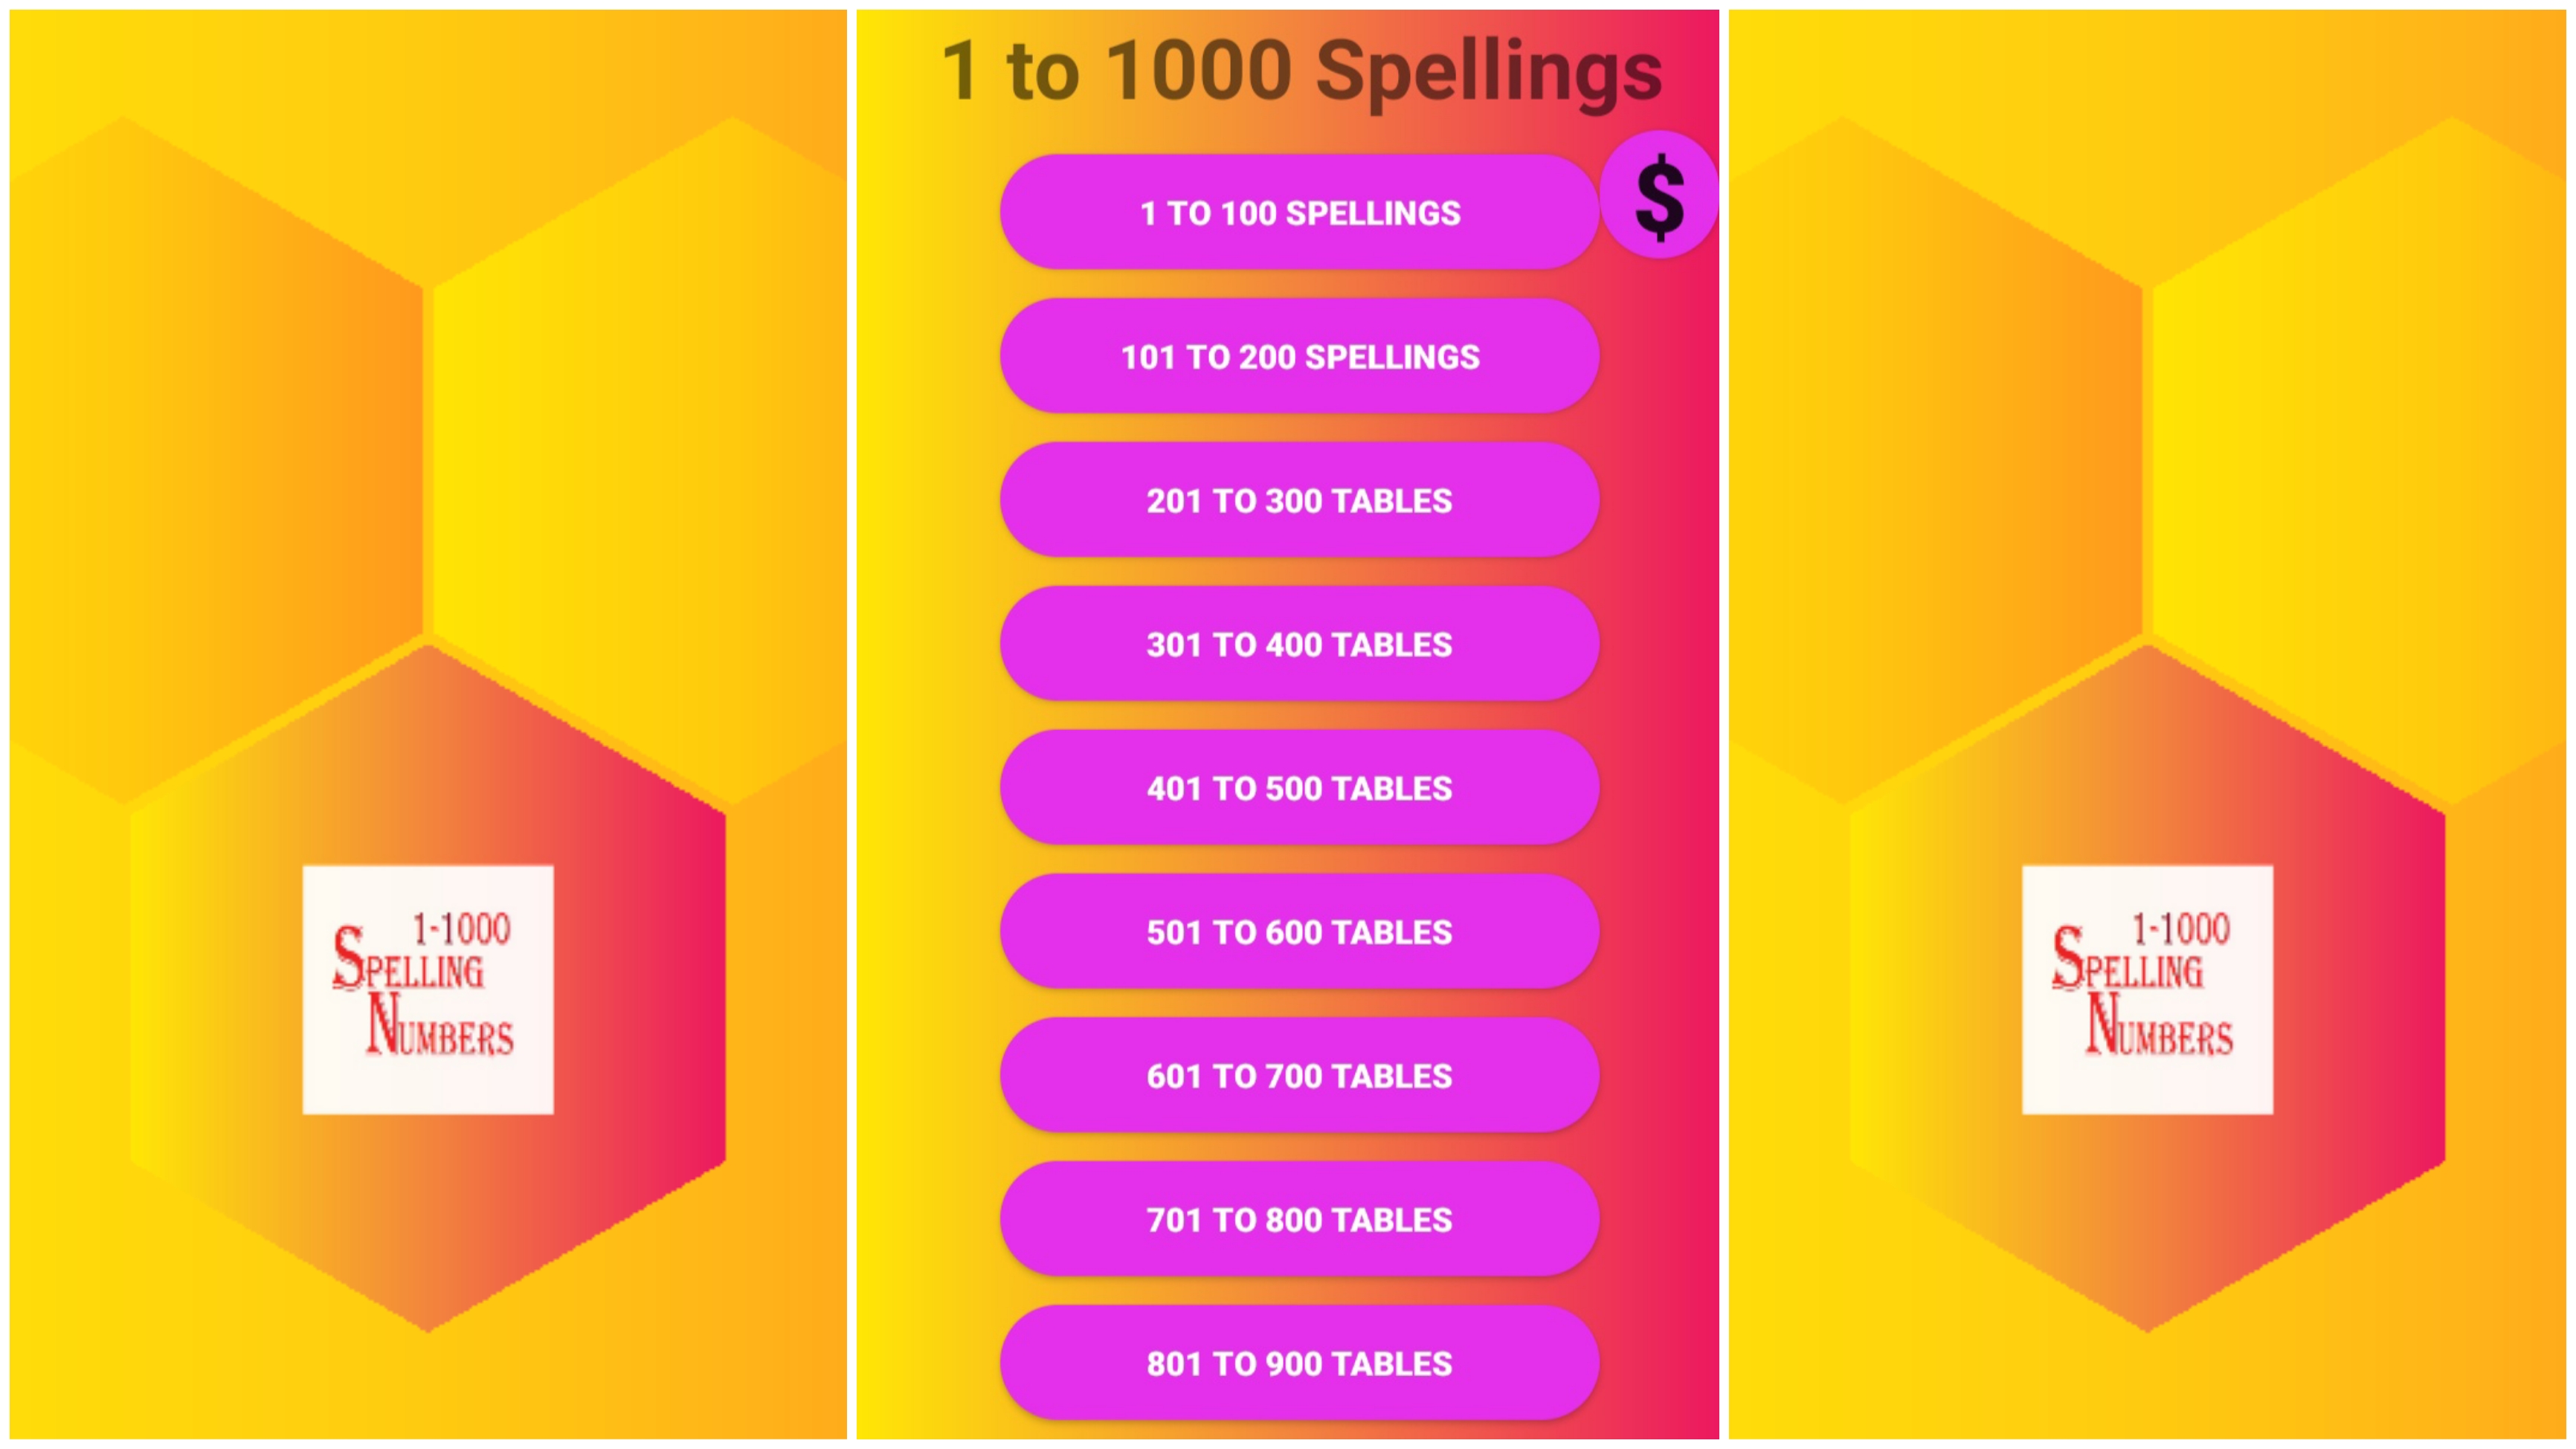 1-1000
SPELLING
NUMBERS
1 to 1000 Spellings
$
1 TO 100 SPELLINGS
101 TO 200 SPELLINGS
201 TO 300 TABLES
301 TO 400 TABLES
401 TO 500 TABLES
501 TO 600 TABLES
601 TO 700 TABLES
701 TO 800 TABLES
801 TO 900 TABLES
1-1000
SPELLING
NUMBERS